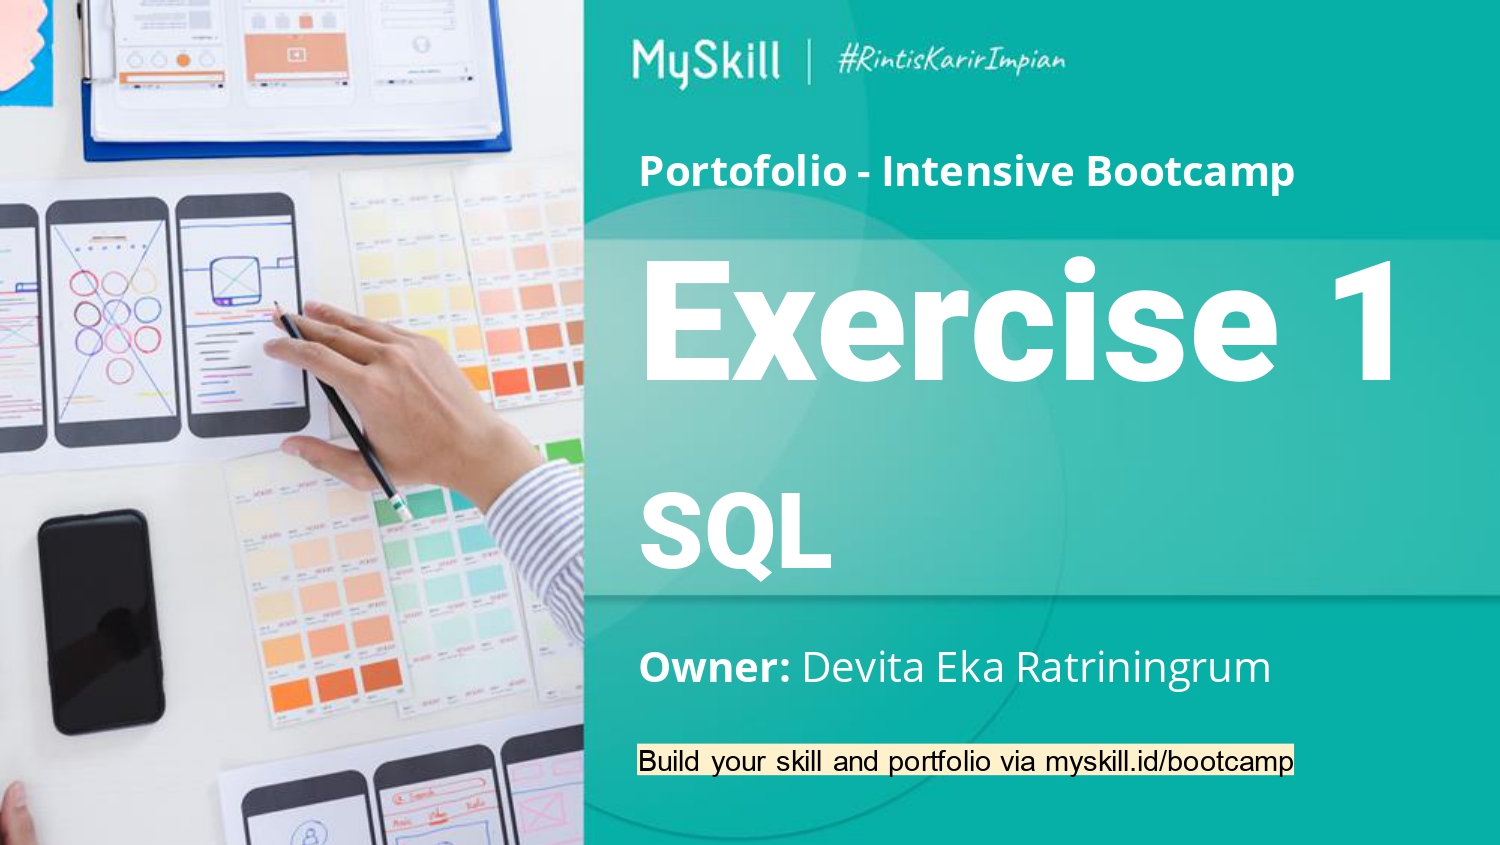 MySkill
#RintisKarirImpian
Portofolio - Intensive Bootcamp
Exercise 1
SQL
Owner: Devita Eka Ratriningrum
Build your skill and portfolio via myskill.id/bootcamp